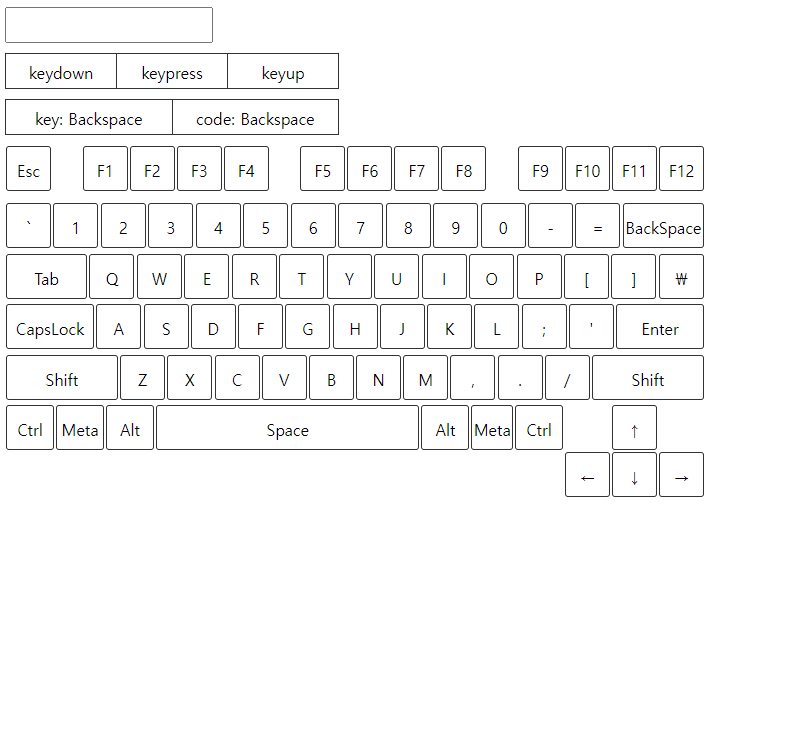 keydown keypress keyup
key: Backspace code: Backspace
Esc F1 F2 F3 F4 F5 F6 F7 F8 F9 F10 F11 F12
` 1 2 3 4 5 6 7 8 9 0 - = BackSpace
Tab Q W E R T Y U I O P [ ] ₩
CapsLock A S D F G H J K L ; ' Enter
Shift Z X C V B N M , . / Shift
Ctrl Meta Alt Space Alt Meta Ctrl ↑
← ↓ →